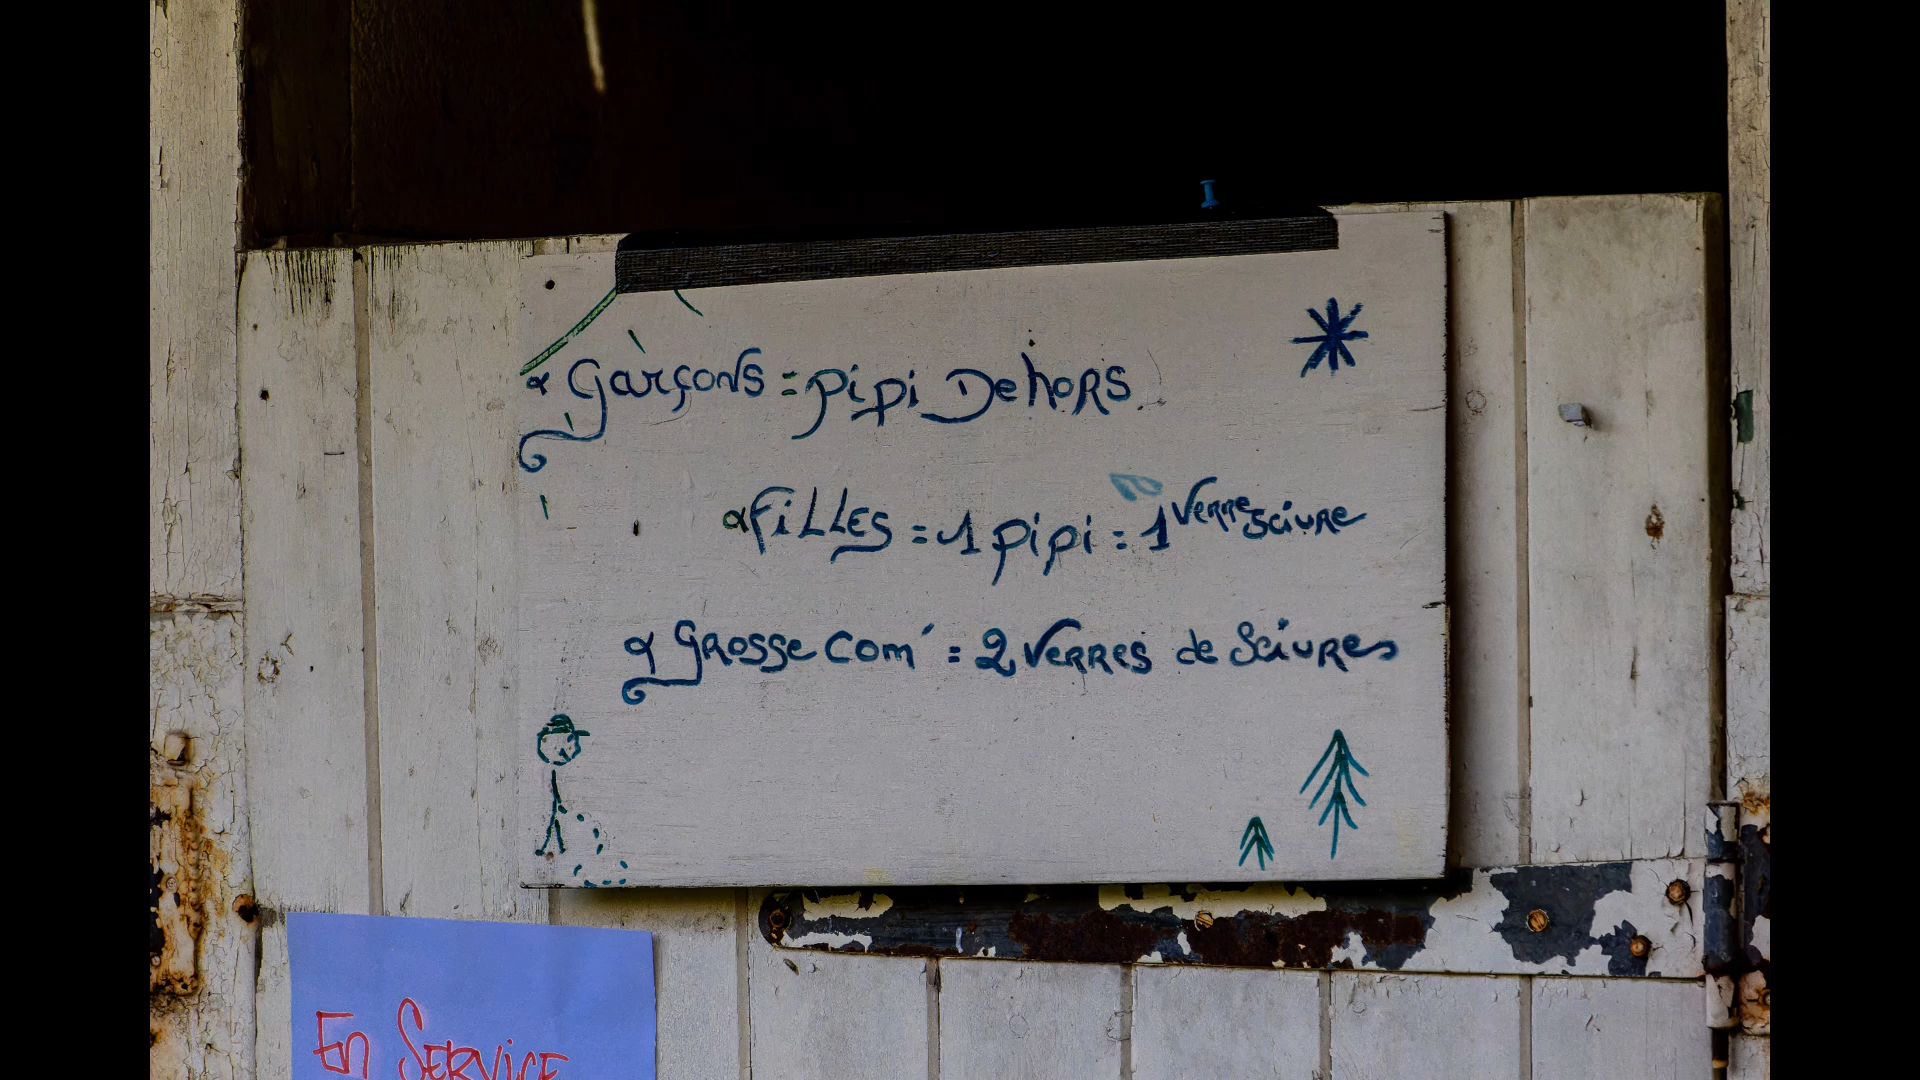 Garçons = pipi Dehors
Filles = 1 pipi = 1 Verre sciure
Grosse Com' = 2 Verres de Sciures
En Service